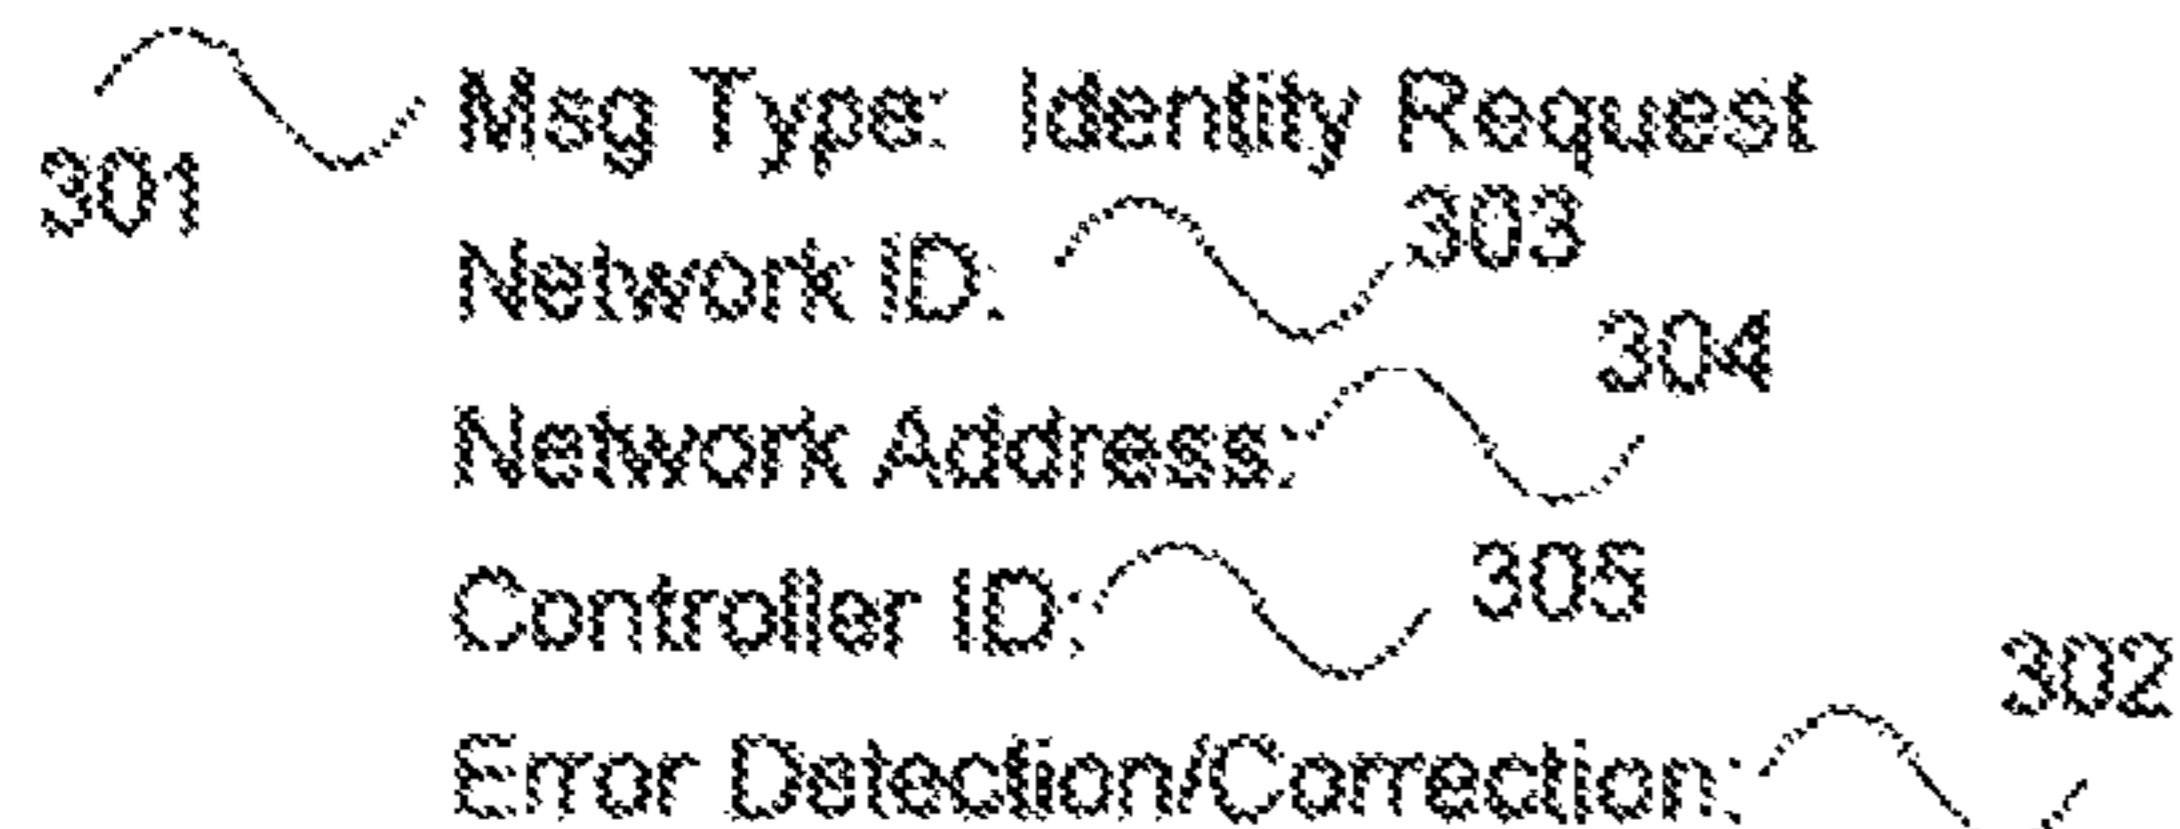 Msg Type: Identity Request
301
303
Network ID:
304
Network Address:
305
Controller ID:
302
Error Detection/Correction: